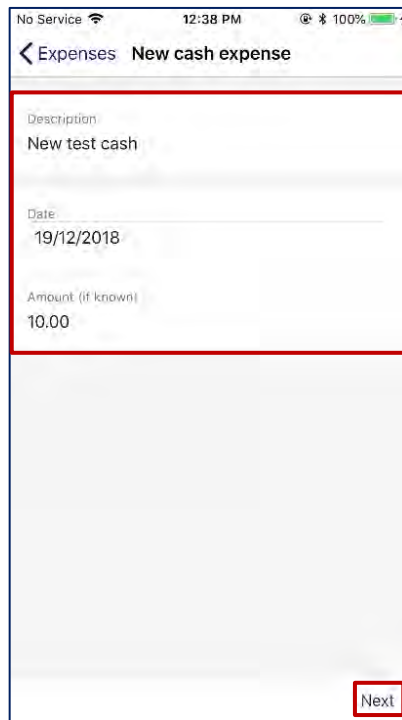 No Service 12:38 PM 100%
Expenses New cash expense
Description
New test cash
Date
19/12/2018
Amount (if known)
10.00
Next